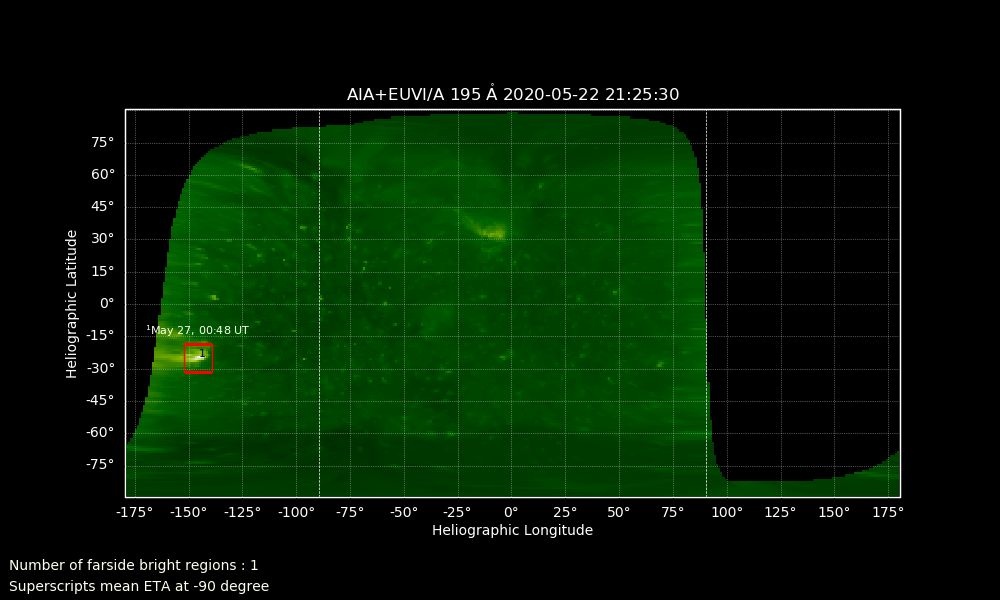 AIA+EUVI/A 195 Å 2020-05-22 21:25:30
75°
60°
45°
30°
15°
0°
-15°
-30°
-45°
-60°
-75°
Heliographic Latitude
¹May 27, 00:48 UT
1
-175° -150° -125° -100° -75° -50° -25° 0° 25° 50° 75° 100° 125° 150° 175°
Heliographic Longitude
Number of farside bright regions : 1
Superscripts mean ETA at -90 degree